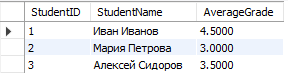 StudentID StudentName AverageGrade
1 Иван Иванов 4.5000
2 Мария Петрова 3.0000
3 Алексей Сидоров 3.5000